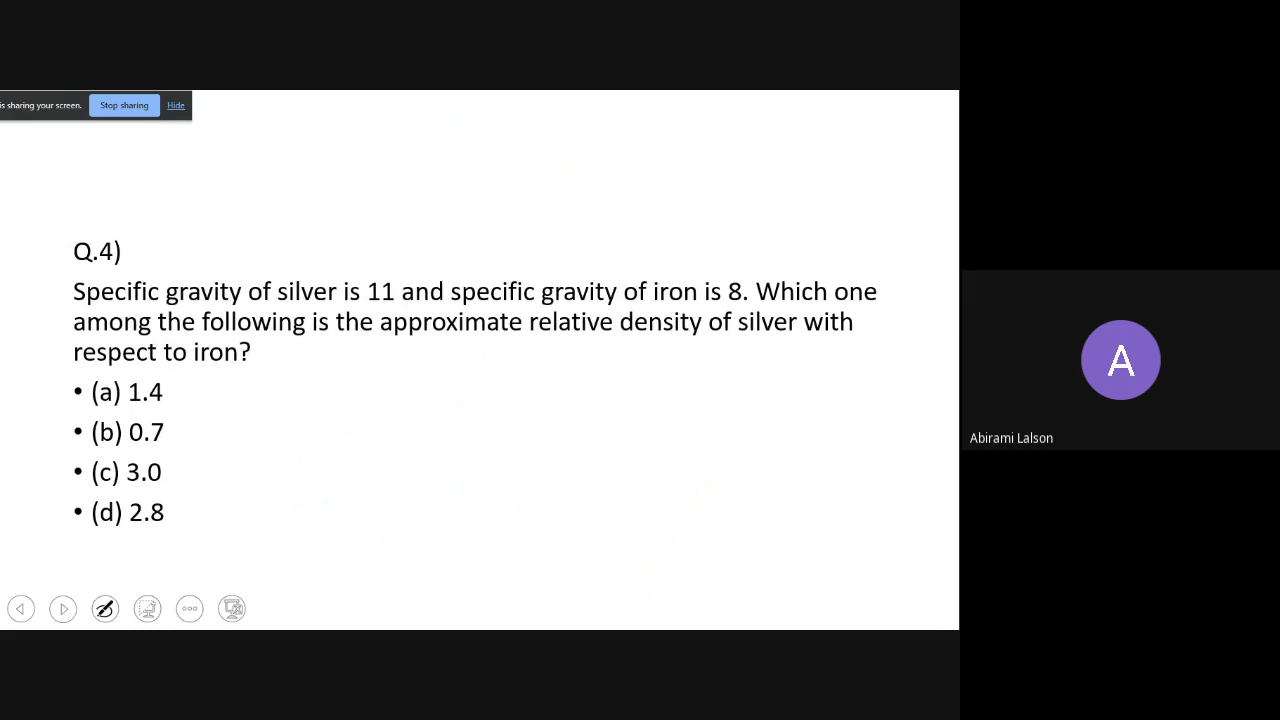 is sharing your screen. Stop sharing Hide
Q.4)
Specific gravity of silver is 11 and specific gravity of iron is 8. Which one
among the following is the approximate relative density of silver with
respect to iron?
• (a) 1.4
• (b) 0.7
• (c) 3.0
• (d) 2.8
A
Abirami Lalson